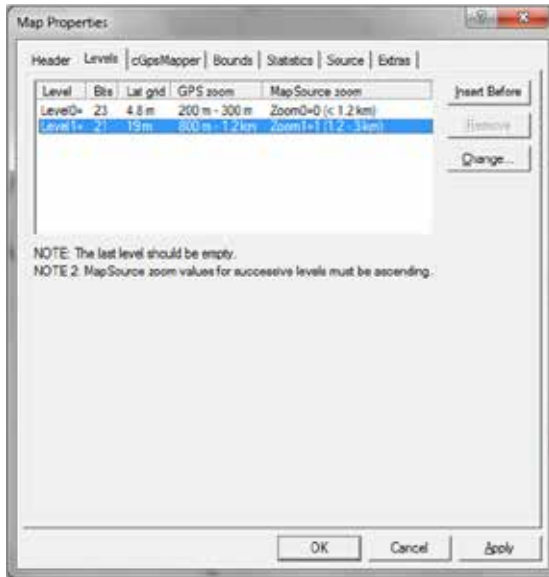 Map Properties
Header Levels cGpsMapper Bounds Statistics Source Extras
Level Bits Lat grid GPS zoom MapSource zoom
Level0= 23 4.8 m 200 m - 300 m Zoom0=0 (< 1.2 km)
Level1= 21 19 m 800 m - 1.2 km Zoom1=1 (1.2 - 3 km)
Insert Before
Remove
Change...
NOTE: The last level should be empty.
NOTE 2: MapSource zoom values for successive levels must be ascending.
OK Cancel Apply